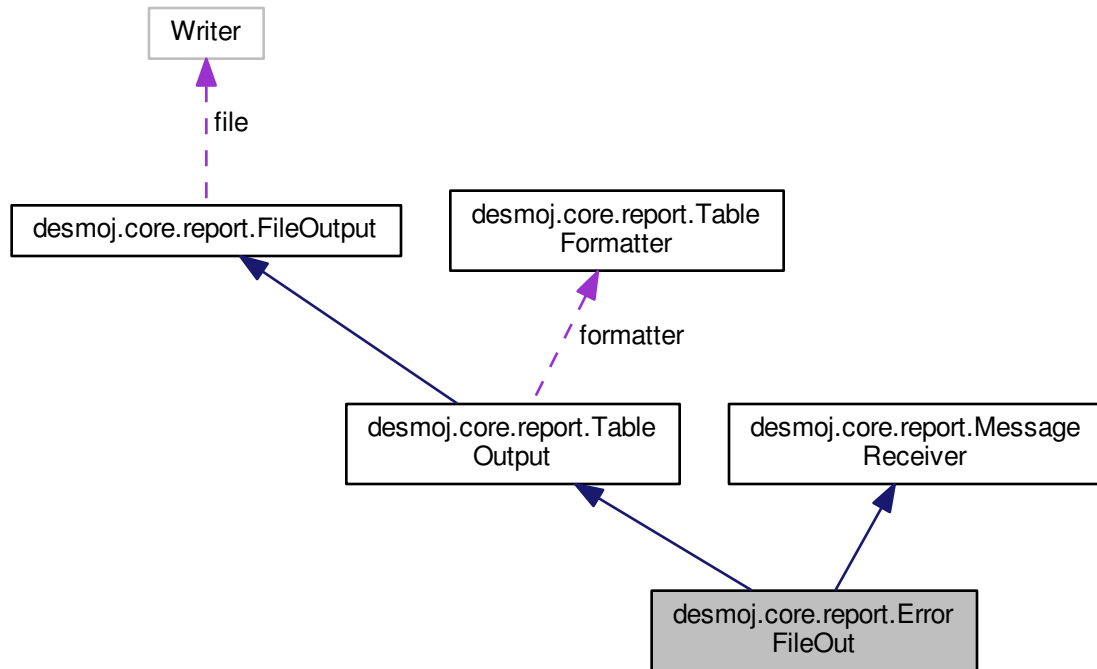 Writer
file
desmoj.core.report.FileOutput
desmoj.core.report.Table
Formatter
formatter
desmoj.core.report.Table
Output
desmoj.core.report.Message
Receiver
desmoj.core.report.Error
FileOut